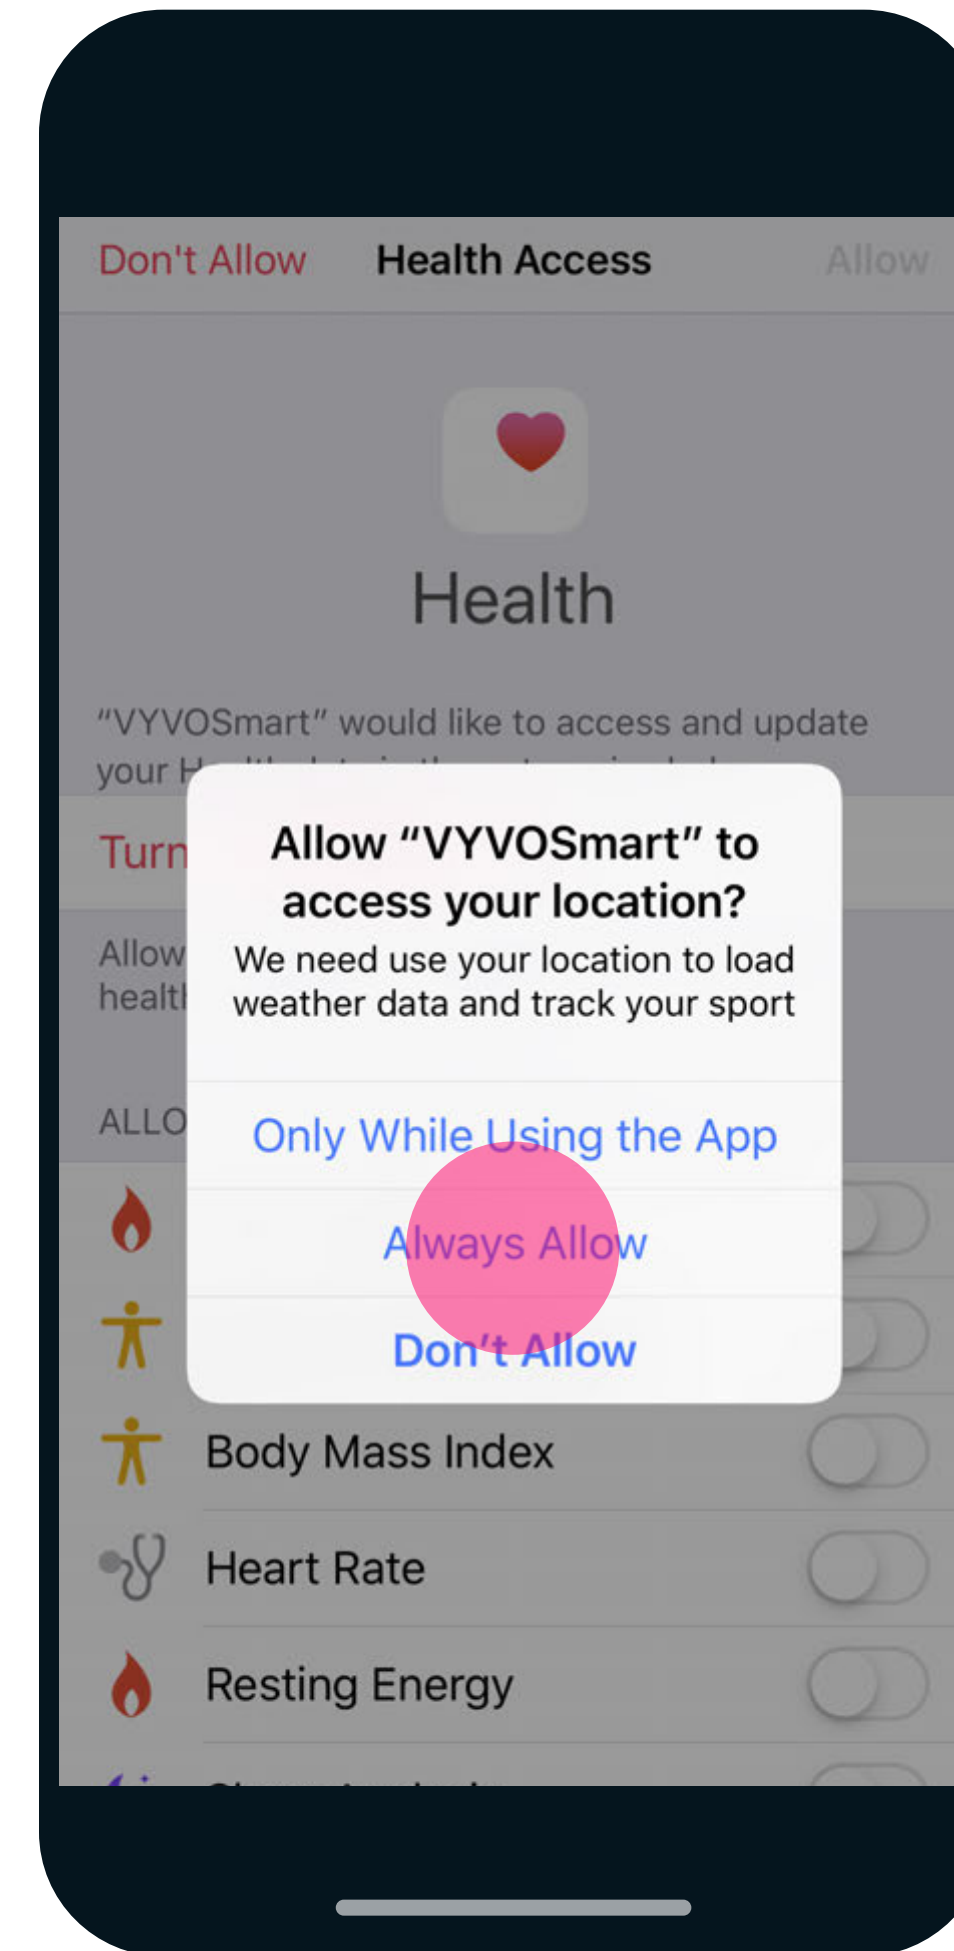 Don't Allow Health Access Allow
Health
“VYVOSmart” would like to access and update
your
Turn
Allow “VYVOSmart” to
access your location?
Allow
We need use your location to load
weather data and track your sport
Only While Using the App
Always Allow
Don’t Allow
Body Mass Index
Heart Rate
Resting Energy